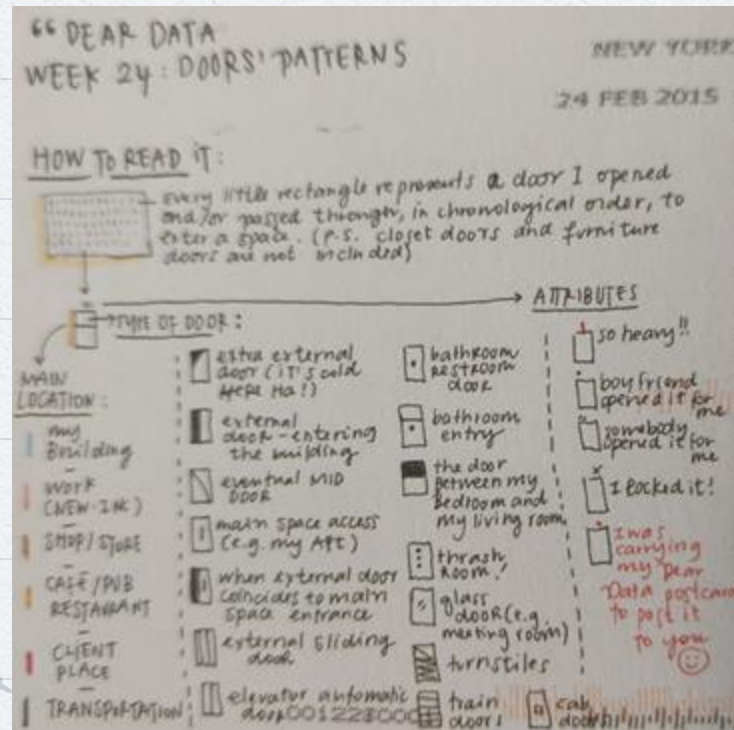 “ DEAR DATA
WEEK 24: DOORS' PATTERNS
NEW YORK
24 FEB 2015
HOW TO READ iT:
every little rectangle represents a door I opened
and/or passed through, in chronological order, to
enter a space. (P.S. closet doors and furniture
doors are not included)
TYPE OF DOOR:
ATTRIBUTES
MAIN
LOCATION:
my
Building
WORK
(NEW-INC)
SHOP/STORE
CAFÈ/PUB
RESTAURANT
CLIENT
PLACE
TRANSPORTATION
extra external
door (iT'S cold
HERE Ha!)
external
door - entering
the building
eventual MID
DOOR
main space access
(e.g. my APt)
when external door
coincides to main
space entrance
external sliding
door
elevator automatic
door
001223000
bathroom
restroom
door
bathroom
entry
the door
between my
bedroom and
my living room
thrash
room!
glass
dooR (e.g.
meeting room)
turnstiles
train
doors
cab
door
so heavy!!
boyfriend
opened it for
me
somebody
opened it for
me
I locked it!
I was
carrying
my Dear
Data postcard
to post it
to you